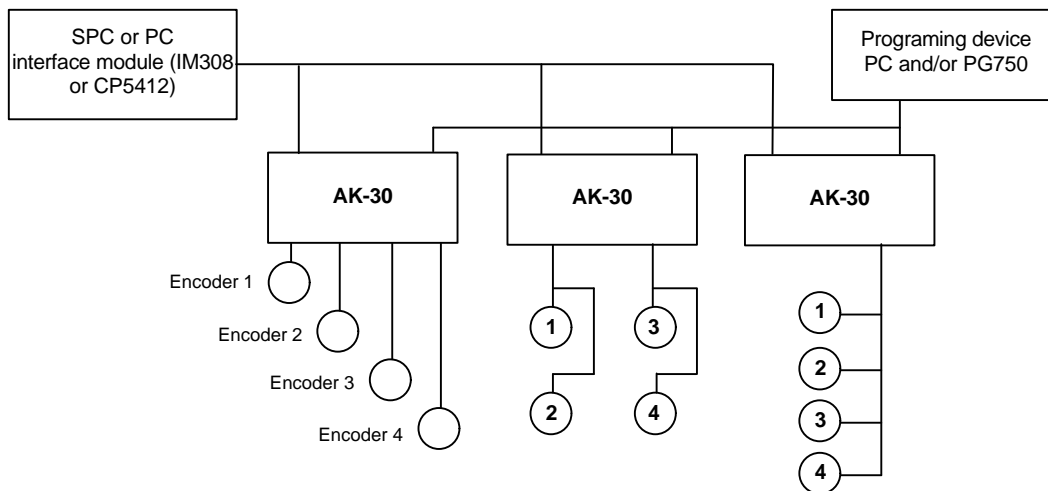 SPC or PC
interface module (IM308
or CP5412)
Programing device
PC and/or PG750
AK-30
AK-30
AK-30
Encoder 1
Encoder 2
Encoder 3
Encoder 4
1
3
2
4
1
2
3
4